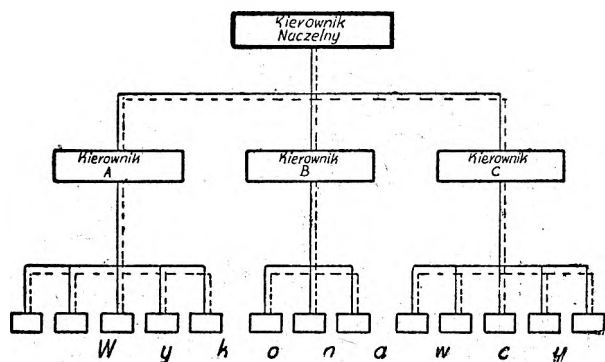 Kierownik
Naczelny
Kierownik
A
Kierownik
B
Kierownik
C
W y k o n a w c y